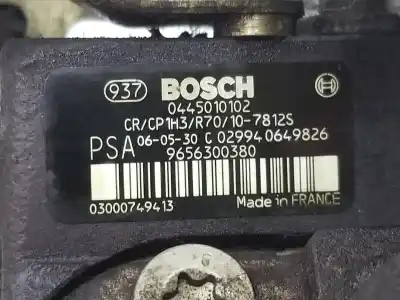 937 BOSCH
0445010102
CR/CP1H3/R70/10-7812S
PSA 06-05-30 C 02994 0649826
9656300380
03000749413 Made in FRANCE